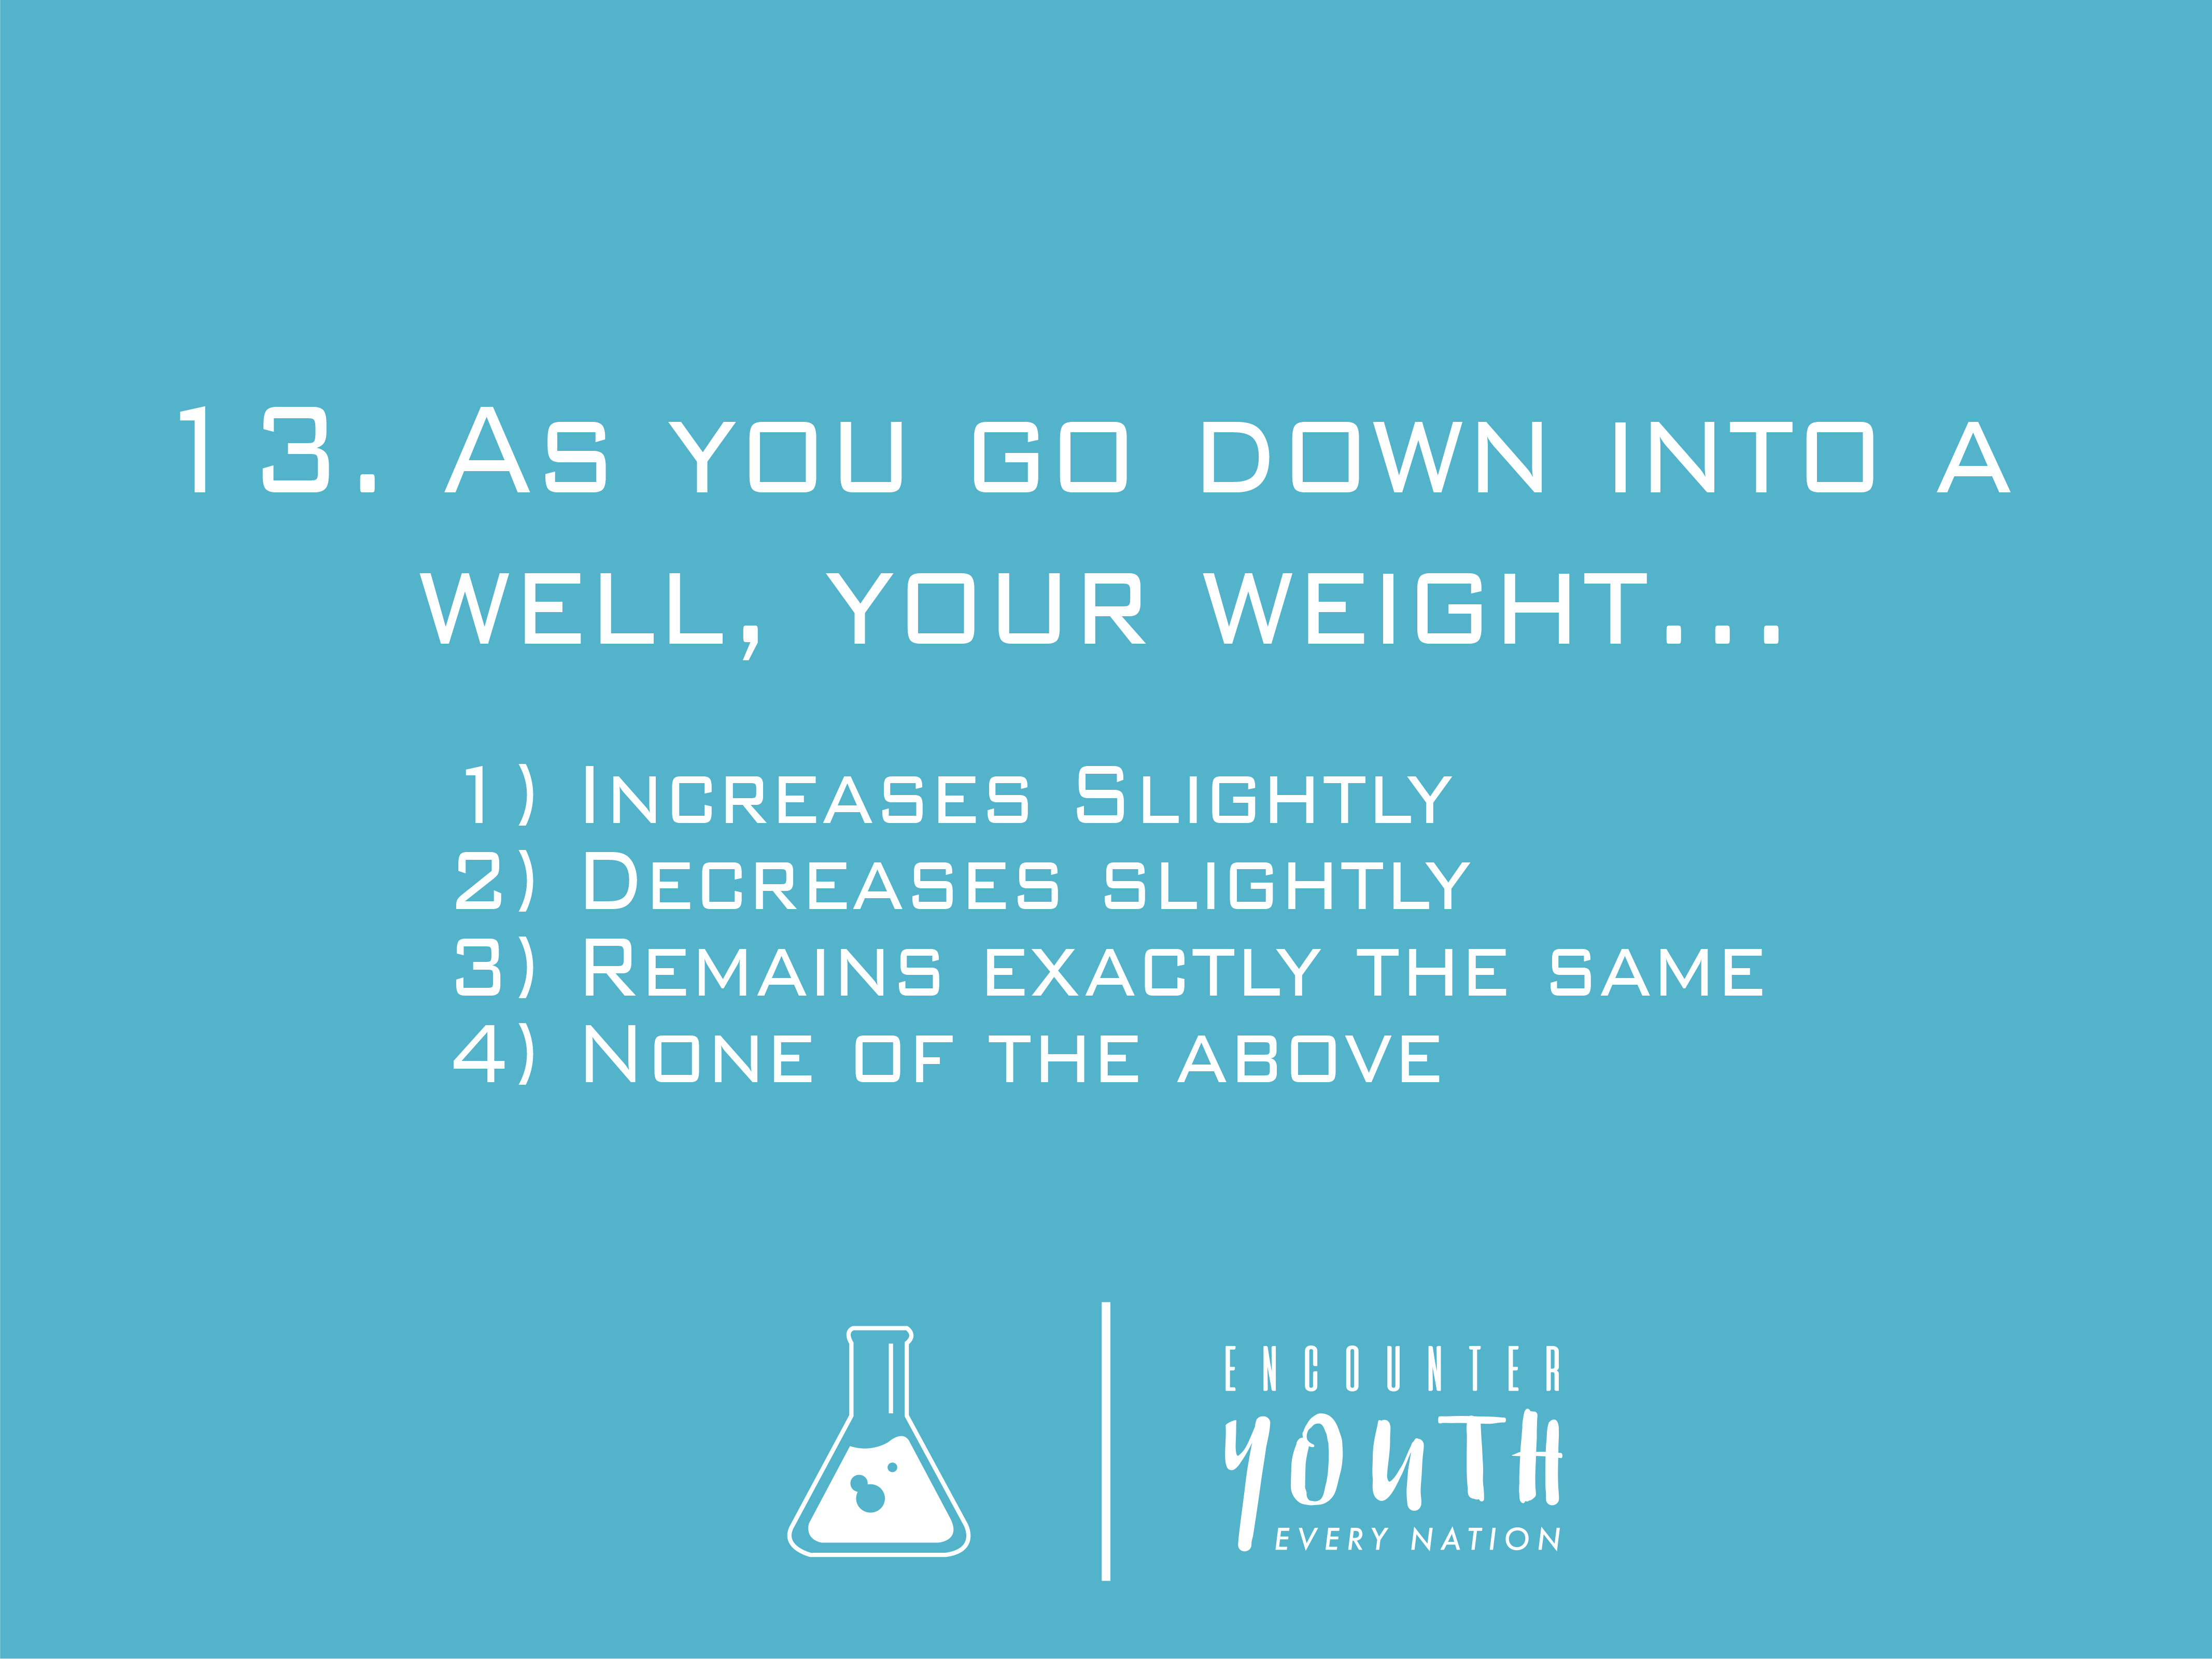 13. As you go down into a
well, your weight...
1) Increases Slightly
2) Decreases slightly
3) Remains exactly the same
4) None of the above
ENCOUNTER
YOUTH
EVERY NATION